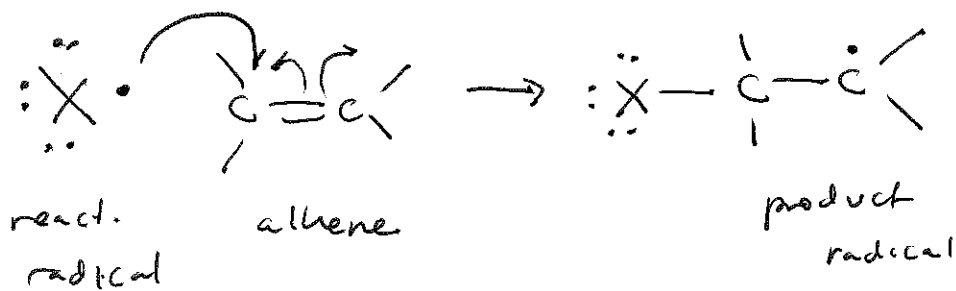 :Ẍ· C=C → :Ẍ—C—Ċ
react. alkene product
radical radical